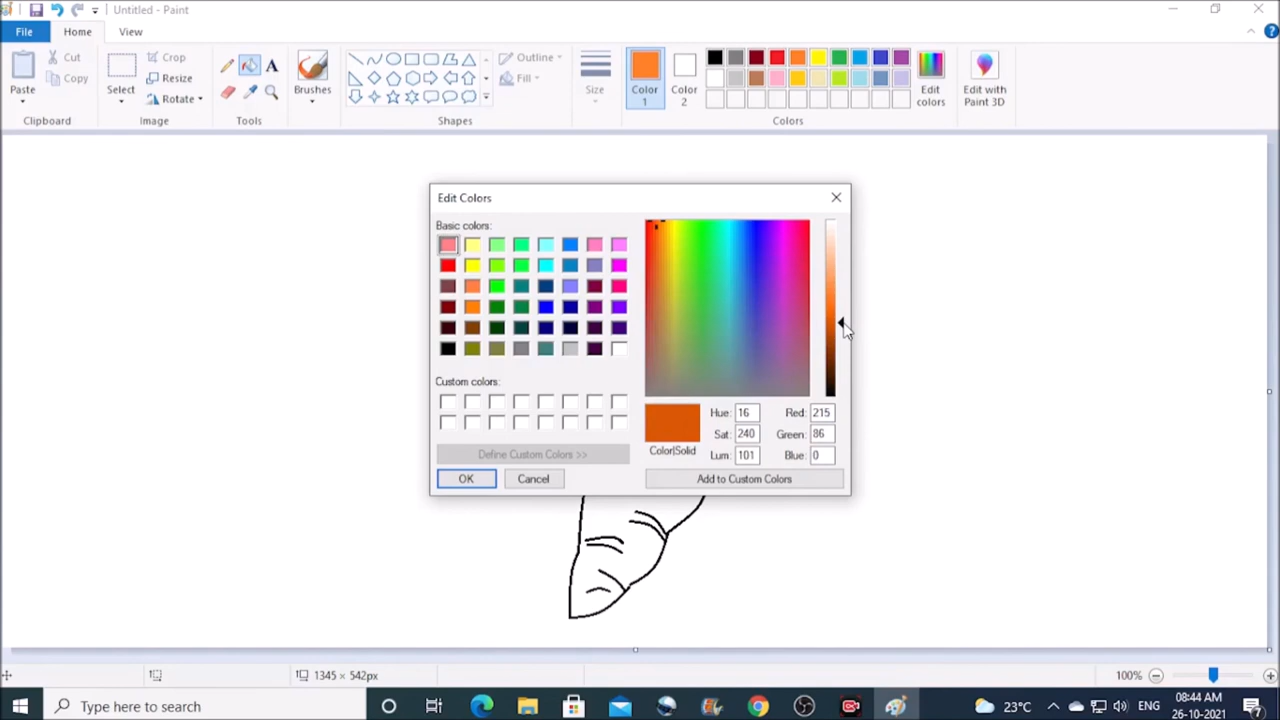 Untitled - Paint
File Home View
Paste
Cut
Copy
Clipboard
Select
Crop
Resize
Rotate
Image
A
Tools
Brushes
Outline
Fill
Shapes
Size
Color 1
Color 2
Edit colors
Colors
Edit with Paint 3D
Edit Colors
Basic colors:
Custom colors:
Define Custom Colors >>
OK Cancel
Color|Solid
Hue: 16 Red: 215
Sat: 240 Green: 86
Lum: 101 Blue: 0
Add to Custom Colors
1345 × 542px
100%
Type here to search
23°C
ENG
08:44 AM
26-10-2021
7